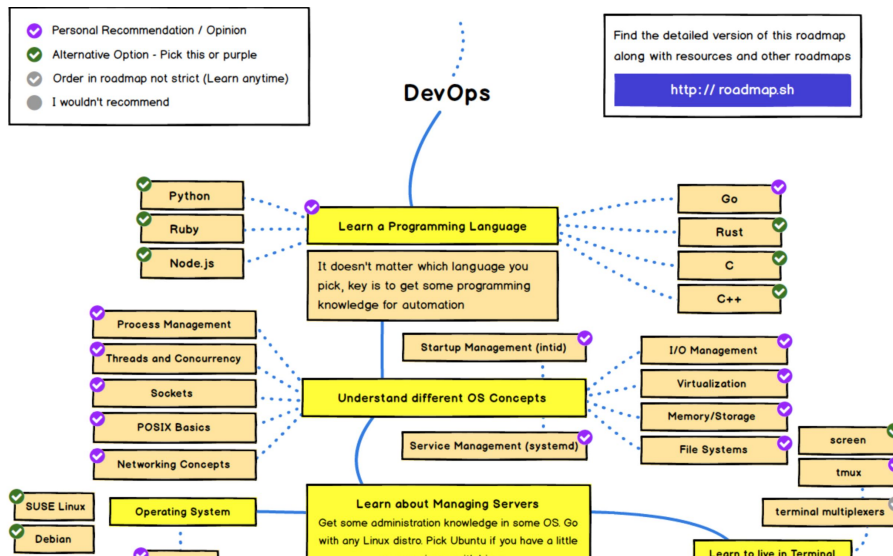 Personal Recommendation / Opinion
Alternative Option - Pick this or purple
Order in roadmap not strict (Learn anytime)
I wouldn't recommend
Find the detailed version of this roadmap
along with resources and other roadmaps
http://roadmap.sh
DevOps
Python
Ruby
Node.js
Learn a Programming Language
It doesn't matter which language you
pick, key is to get some programming
knowledge for automation
Go
Rust
C
C++
Process Management
Threads and Concurrency
Sockets
POSIX Basics
Networking Concepts
Startup Management (intid)
Understand different OS Concepts
Service Management (systemd)
I/O Management
Virtualization
Memory/Storage
File Systems
screen
tmux
terminal multiplexers
SUSE Linux
Debian
Operating System
Learn about Managing Servers
Get some administration knowledge in some OS. Go
with any Linux distro. Pick Ubuntu if you have a little
Learn to live in Terminal